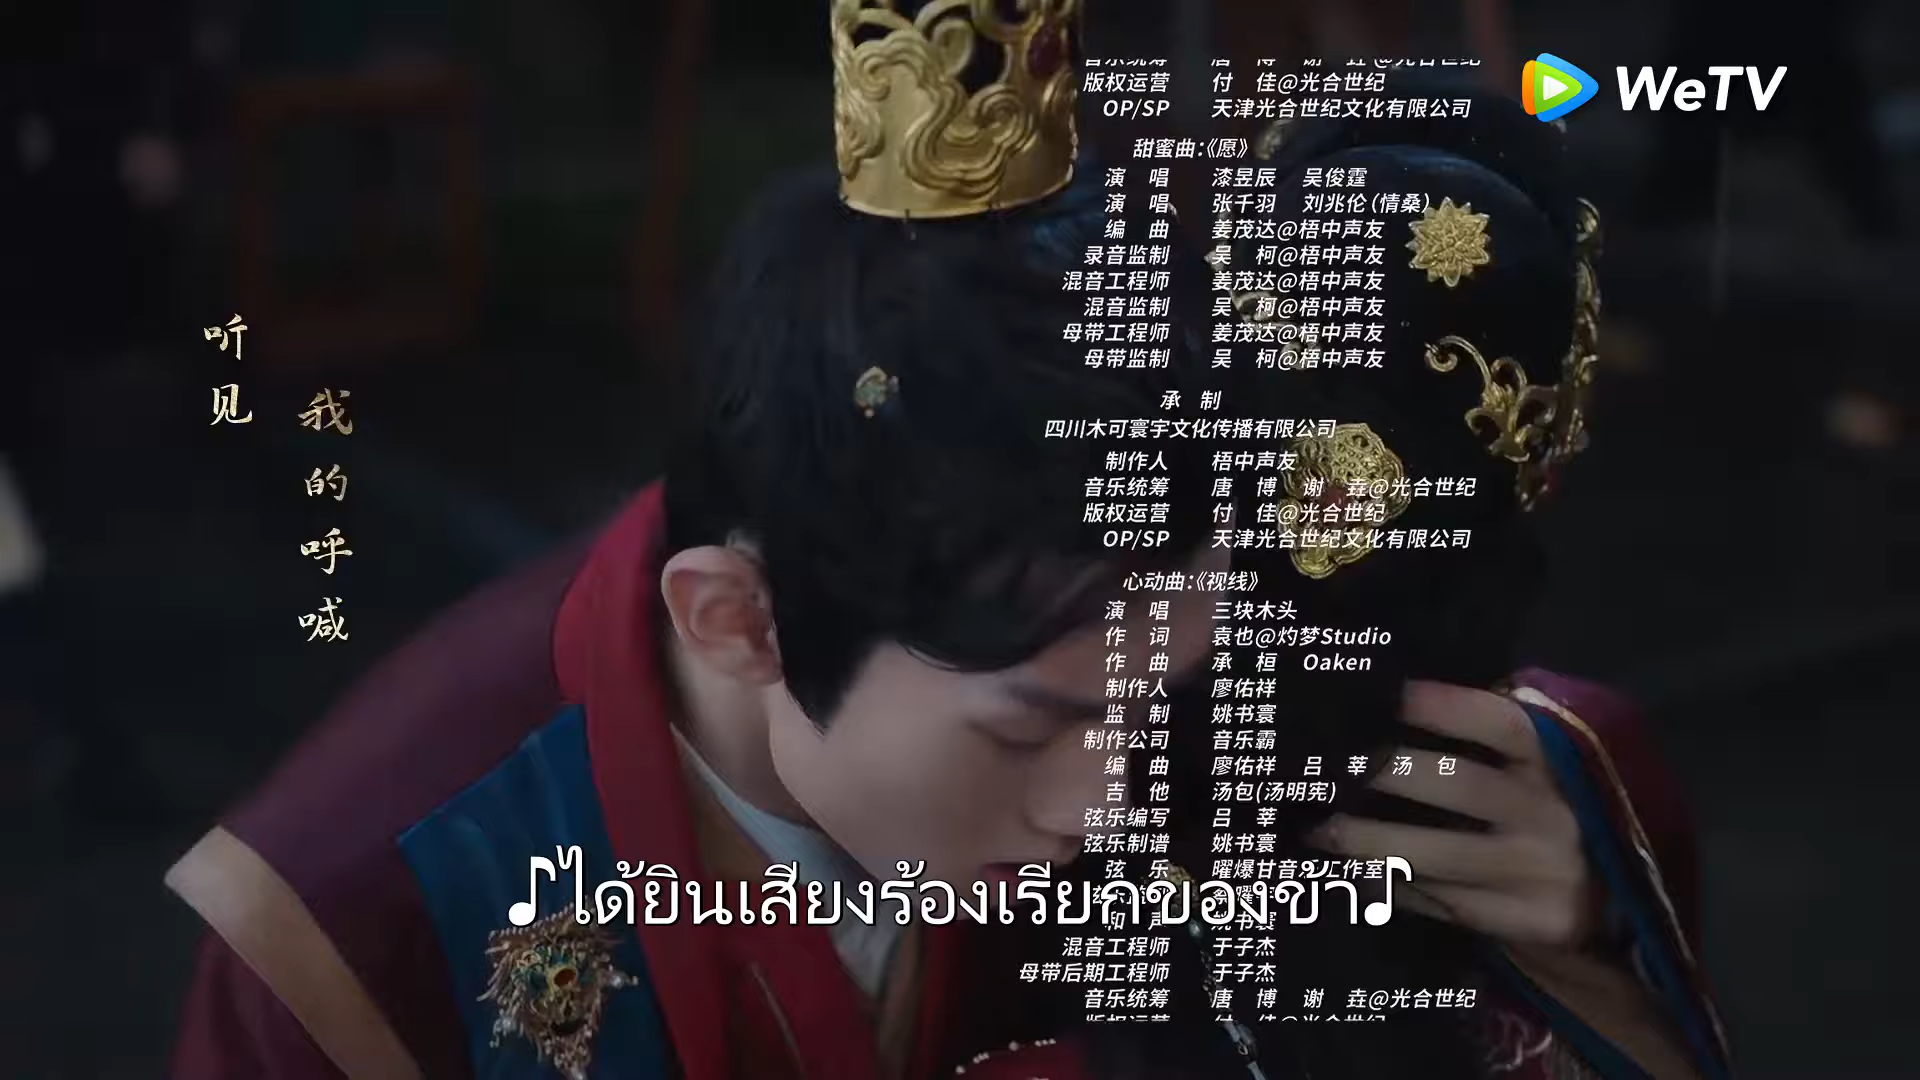 WeTV
版权运营 付 佳@光合世纪
OP/SP 天津光合世纪文化有限公司
甜蜜曲:《愿》
演 唱 漆昱辰 吴俊霆
演 唱 张千羽 刘兆伦(情桑)
编 曲 姜茂达@梧中声友
录音监制 吴 柯@梧中声友
混音工程师 姜茂达@梧中声友
混音监制 吴 柯@梧中声友
母带工程师 姜茂达@梧中声友
母带监制 吴 柯@梧中声友
承 制
四川木可寰宇文化传播有限公司
制作人 梧中声友
音乐统筹 唐 博 谢 垚@光合世纪
版权运营 付 佳@光合世纪
OP/SP 天津光合世纪文化有限公司
心动曲:《视线》
演 唱 三块木头
作 词 袁也@灼梦Studio
作 曲 承 桓 Oaken
制作人 廖佑祥
监 制 姚书寰
制作公司 音乐霸
编 曲 廖佑祥 吕 莘 汤 包
吉 他 汤包(汤明宪)
弦乐编写 吕 莘
弦乐制谱 姚书寰
弦 乐 曜爆甘音乐工作室
和 声 姚书寰
混音工程师 于子杰
母带后期工程师 于子杰
音乐统筹 唐 博 谢 垚@光合世纪
听见
我的呼喊
♪ได้ยินเสียงร้องเรียกของข้า♪